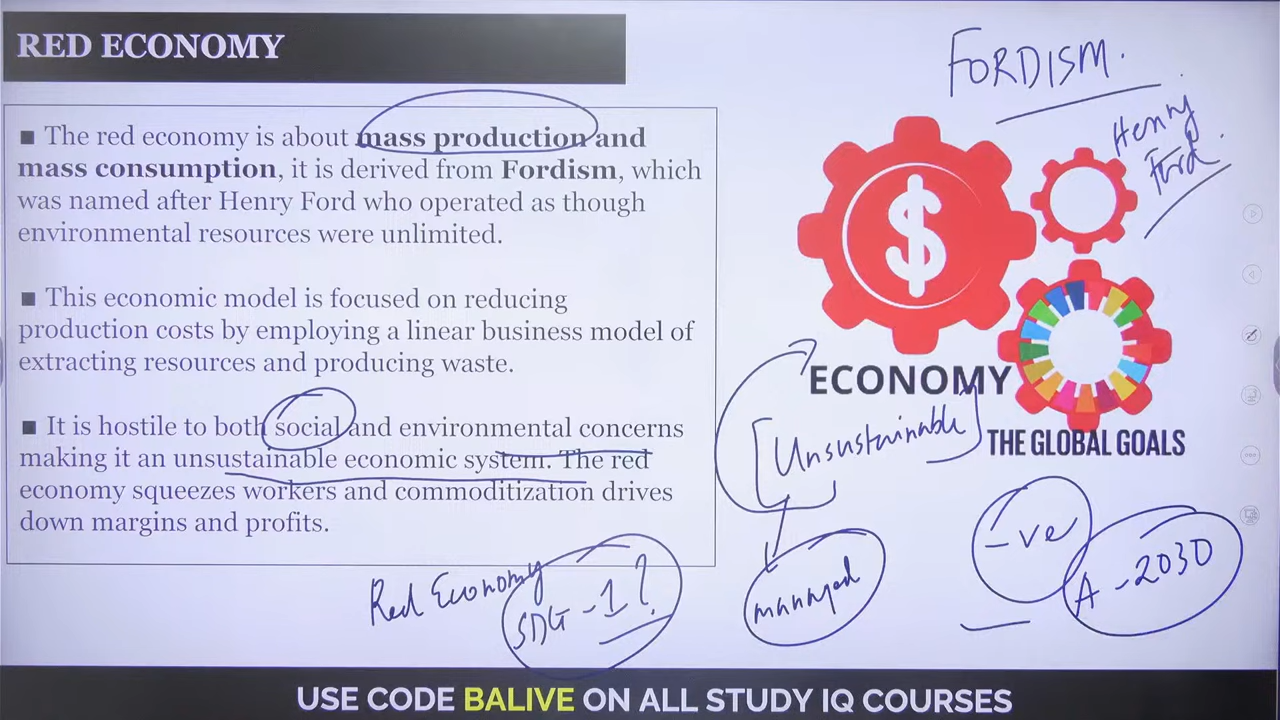 RED ECONOMY
■ The red economy is about mass production and
mass consumption, it is derived from Fordism, which
was named after Henry Ford who operated as though
environmental resources were unlimited.
■ This economic model is focused on reducing
production costs by employing a linear business model of
extracting resources and producing waste.
■ It is hostile to both social and environmental concerns
making it an unsustainable economic system. The red
economy squeezes workers and commoditization drives
down margins and profits.
FORDISM.
Henry
Ford.
$
ECONOMY
THE GLOBAL GOALS
[Unsustainable]
managed
-ve
A-2030
Red Economy
SDG-1?
USE CODE BALIVE ON ALL STUDY IQ COURSES